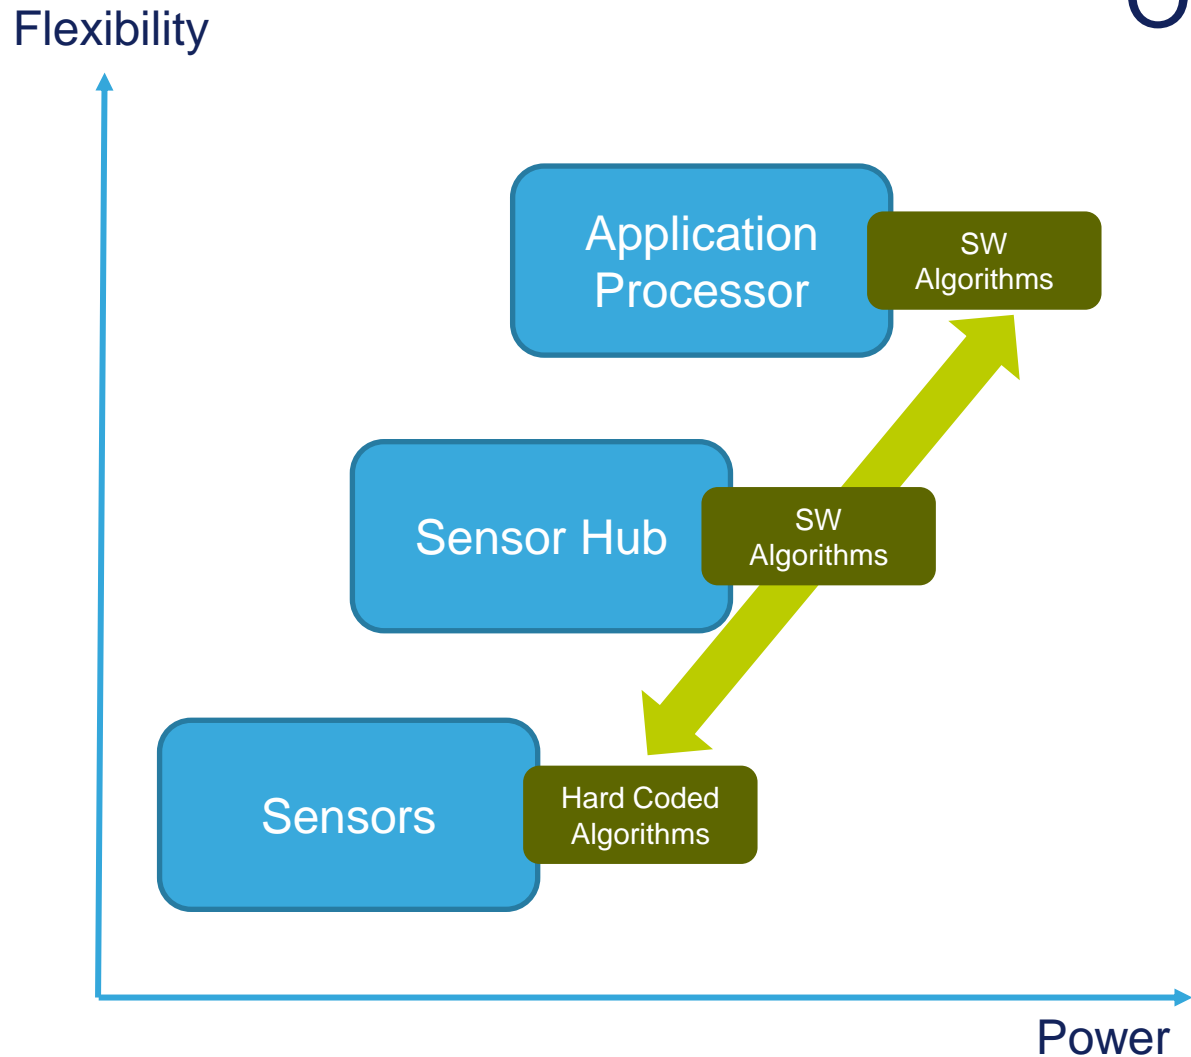 Flexibility
Application
Processor
SW
Algorithms
Sensor Hub
SW
Algorithms
Sensors
Hard Coded
Algorithms
Power